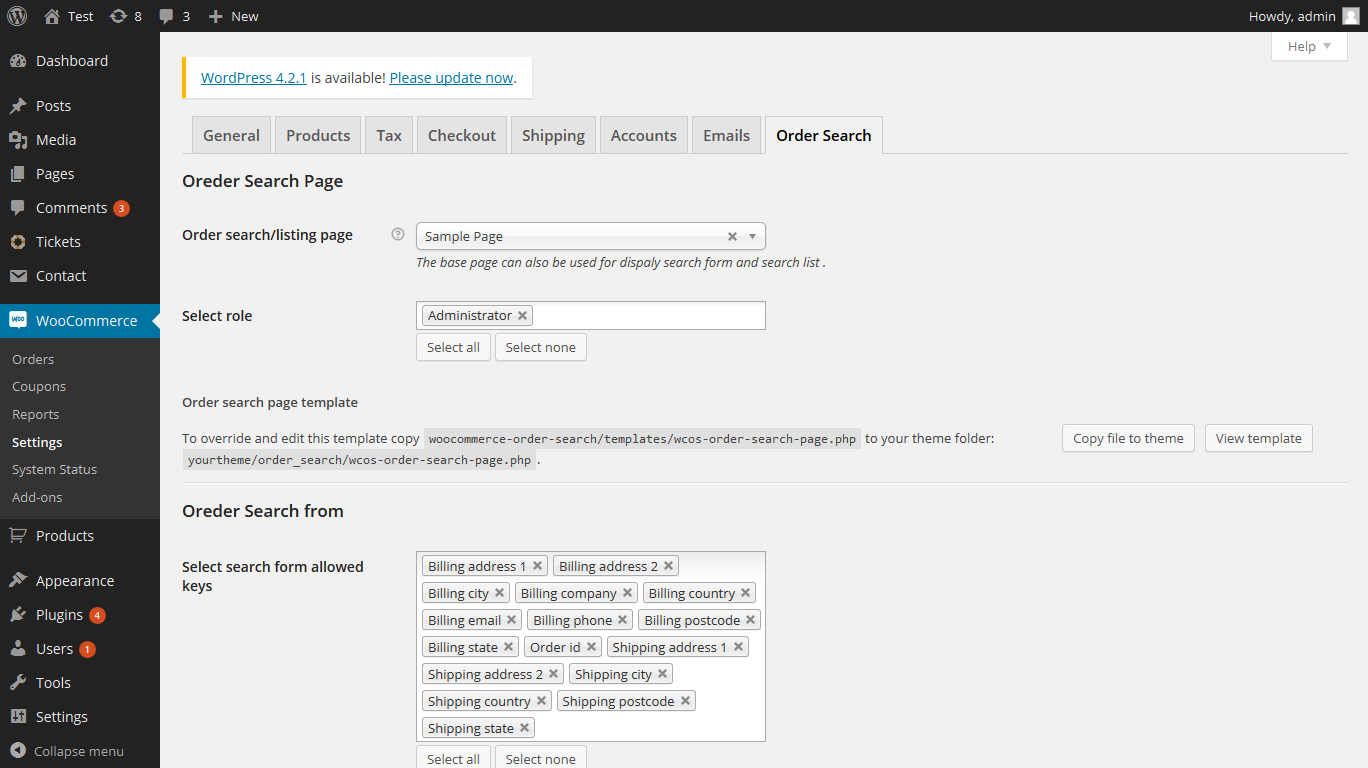 Test 8 3 New Howdy, admin
Help
Dashboard
Posts
Media
Pages
Comments 3
Tickets
Contact
Woo WooCommerce
Orders
Coupons
Reports
Settings
System Status
Add-ons
Products
Appearance
Plugins 4
Users 1
Tools
Settings
Collapse menu
WordPress 4.2.1 is available! Please update now.
General Products Tax Checkout Shipping Accounts Emails Order Search
Oreder Search Page
Order search/listing page ? Sample Page
The base page can also be used for dispaly search form and search list .
Select role Administrator
Select all Select none
Order search page template
To override and edit this template copy woocommerce-order-search/templates/wcos-order-search-page.php to your theme folder: Copy file to theme View template
yourtheme/order_search/wcos-order-search-page.php .
Oreder Search from
Select search form allowed
keys
Billing address 1 Billing address 2
Billing city Billing company Billing country
Billing email Billing phone Billing postcode
Billing state Order id Shipping address 1
Shipping address 2 Shipping city
Shipping country Shipping postcode
Shipping state
Select all Select none